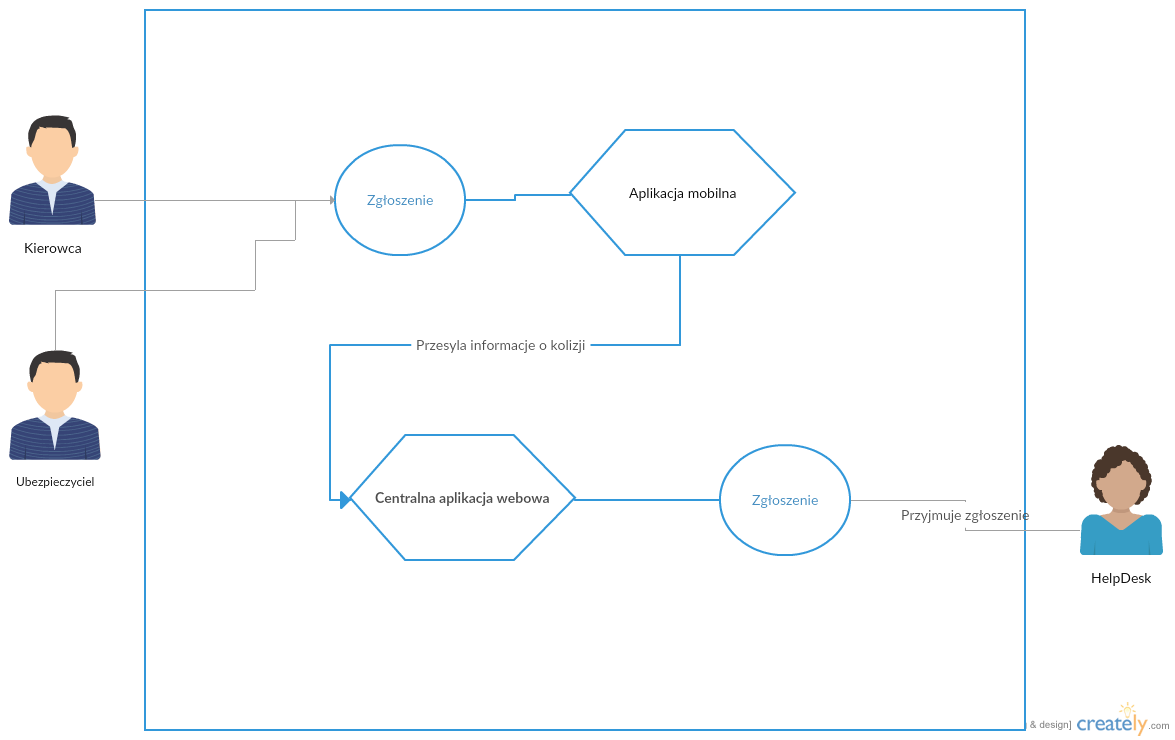 Zgłoszenie
Aplikacja mobilna
Kierowca
Przesyla informacje o kolizji
Ubezpieczyciel
Centralna aplikacja webowa
Zgłoszenie
Przyjmuje zgłoszenie
HelpDesk
& design] creately.com